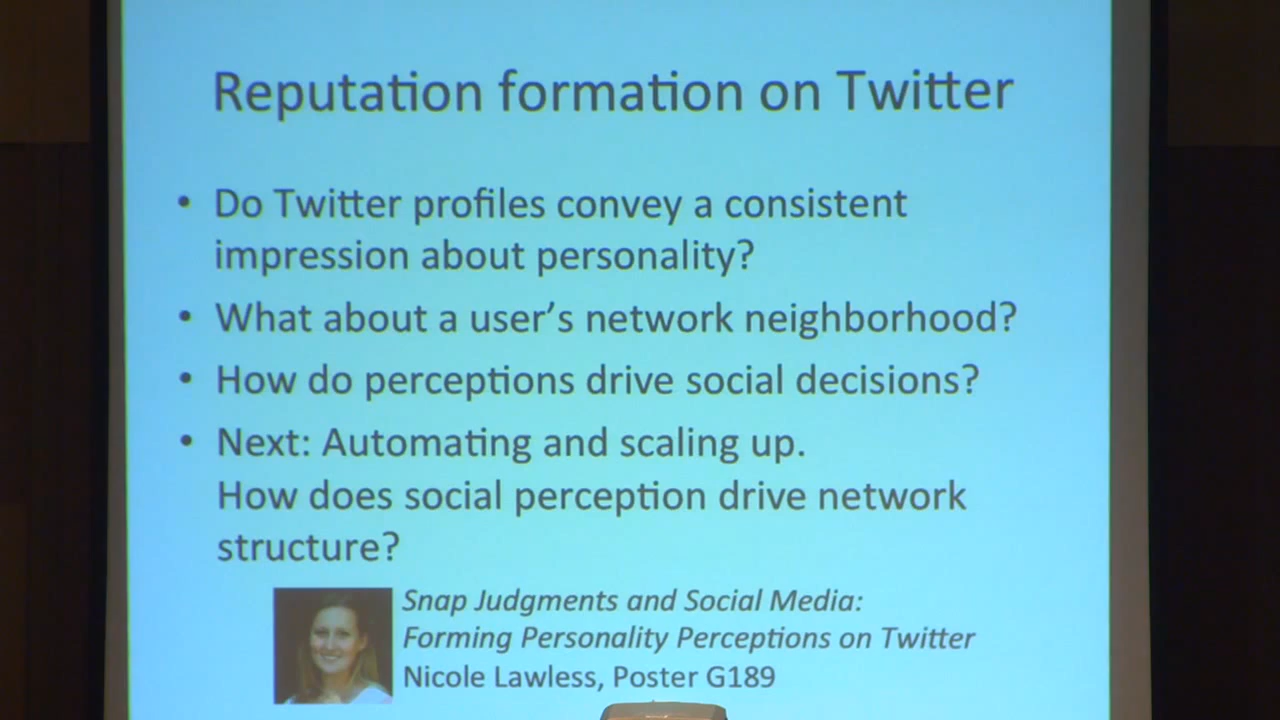 Reputation formation on Twitter
• Do Twitter profiles convey a consistent
impression about personality?
• What about a user’s network neighborhood?
• How do perceptions drive social decisions?
• Next: Automating and scaling up.
How does social perception drive network
structure?
Snap Judgments and Social Media:
Forming Personality Perceptions on Twitter
Nicole Lawless, Poster G189